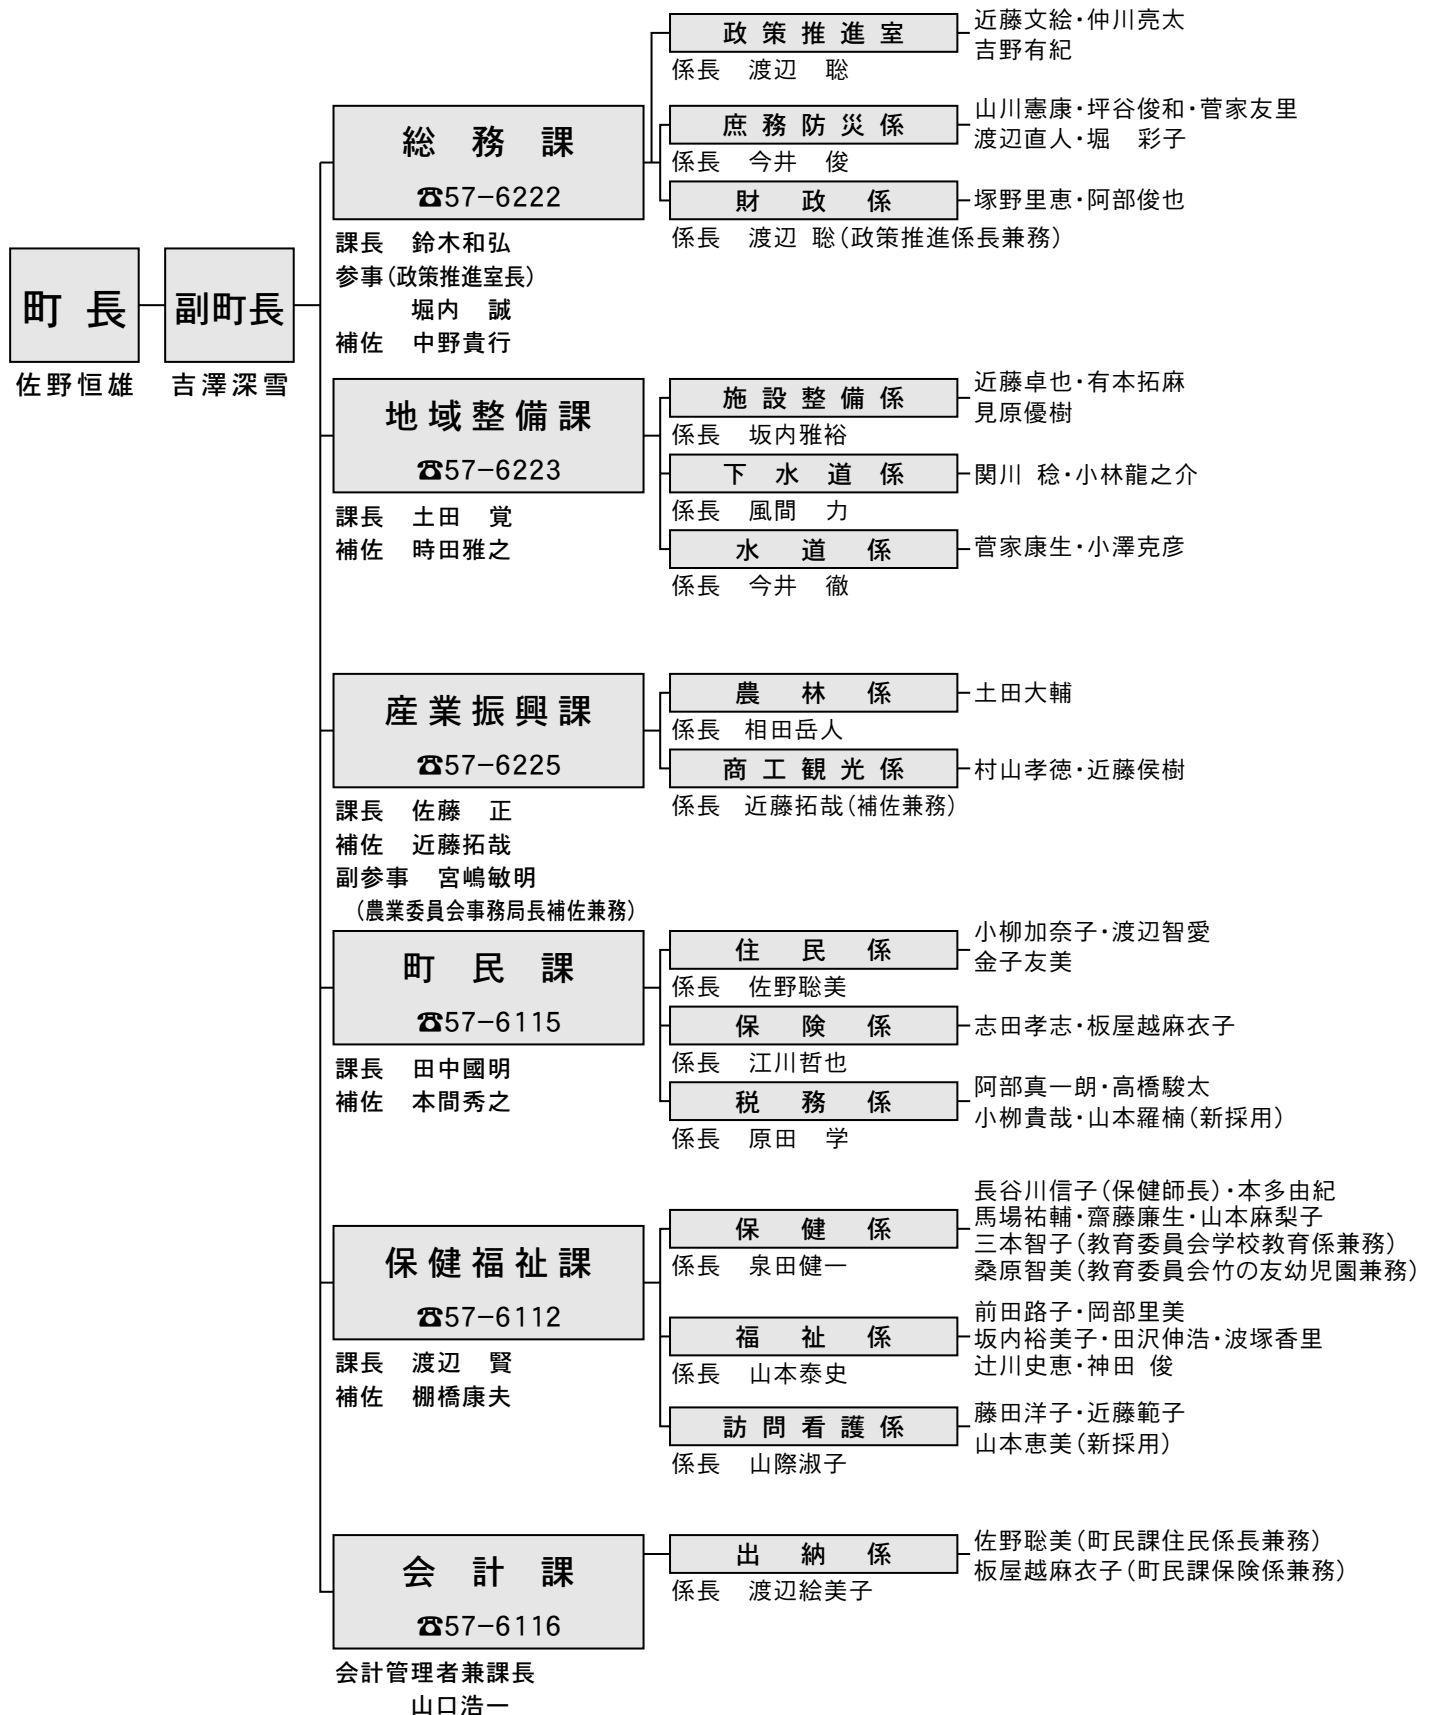 町 長
佐野恒雄
副町長
吉澤深雪
総 務 課
☎57−6222
課長 鈴木和弘
参事(政策推進室長)
堀内 誠
補佐 中野貴行
政策推進室
係長 渡辺 聡
近藤文絵・仲川亮太
吉野有紀
庶務防災係
係長 今井 俊
山川憲康・坪谷俊和・菅家友里
渡辺直人・堀 彩子
財 政 係
係長 渡辺 聡(政策推進係長兼務)
塚野里恵・阿部俊也
地域整備課
☎57−6223
課長 土田 覚
補佐 時田雅之
施設整備係
係長 坂内雅裕
近藤卓也・有本拓麻
見原優樹
下水道係
係長 風間 力
関川 稔・小林龍之介
水 道 係
係長 今井 徹
菅家康生・小澤克彦
産業振興課
☎57−6225
課長 佐藤 正
補佐 近藤拓哉
副参事 宮嶋敏明
(農業委員会事務局長補佐兼務)
農 林 係
係長 相田岳人
土田大輔
商工観光係
係長 近藤拓哉(補佐兼務)
村山孝徳・近藤侯樹
町 民 課
☎57−6115
課長 田中國明
補佐 本間秀之
住 民 係
係長 佐野聡美
小柳加奈子・渡辺智愛
金子友美
保 険 係
係長 江川哲也
志田孝志・板屋越麻衣子
税 務 係
係長 原田 学
阿部真一朗・高橋駿太
小栁貴哉・山本羅楠(新採用)
保健福祉課
☎57−6112
課長 渡辺 賢
補佐 棚橋康夫
保 健 係
係長 泉田健一
長谷川信子(保健師長)・本多由紀
馬場祐輔・齋藤廉生・山本麻梨子
三本智子(教育委員会学校教育係兼務)
桑原智美(教育委員会竹の友幼児園兼務)
福 祉 係
係長 山本泰史
前田路子・岡部里美
坂内裕美子・田沢伸浩・波塚香里
辻川史恵・神田 俊
訪問看護係
係長 山際淑子
藤田洋子・近藤範子
山本恵美(新採用)
会 計 課
☎57−6116
会計管理者兼課長
山口浩一
出 納 係
係長 渡辺絵美子
佐野聡美(町民課住民係長兼務)
板屋越麻衣子(町民課保険係兼務)